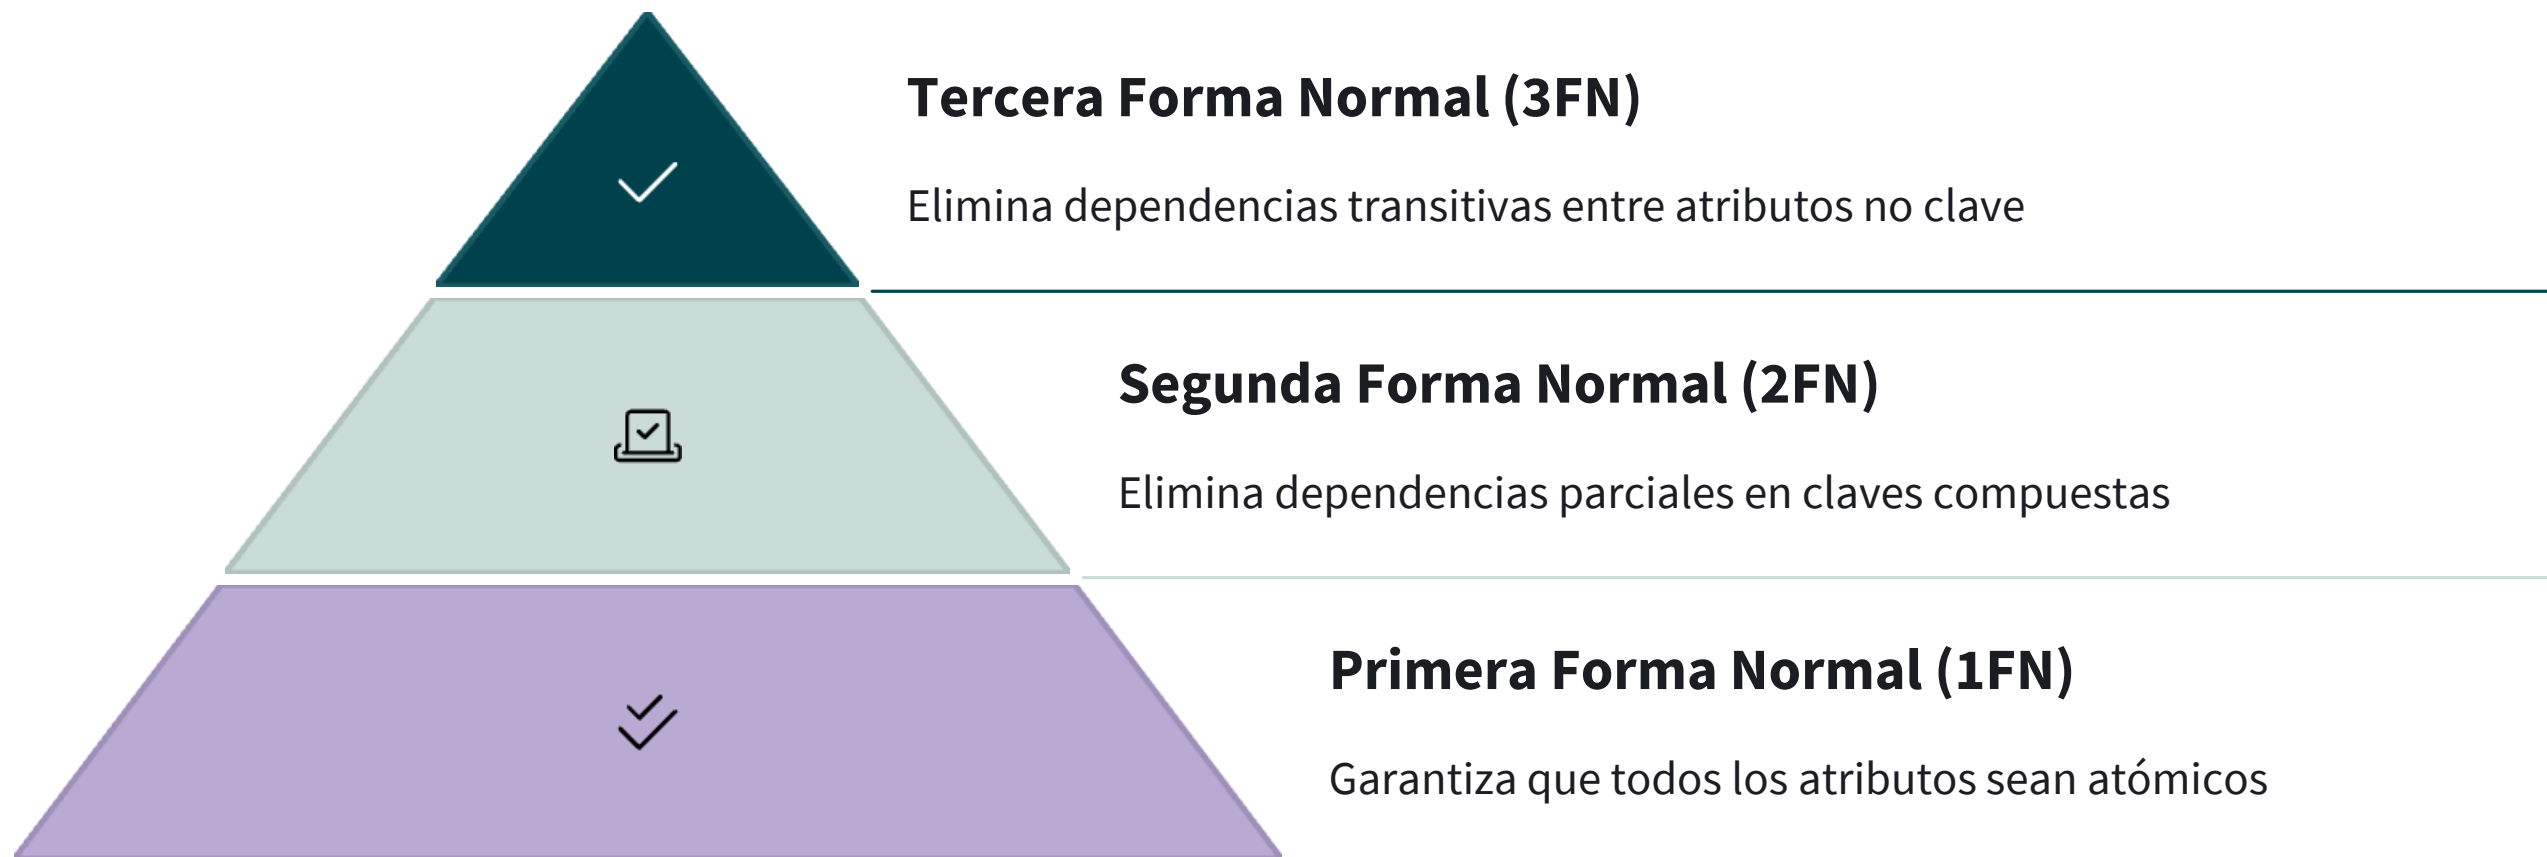 Tercera Forma Normal (3FN)
Elimina dependencias transitivas entre atributos no clave
Segunda Forma Normal (2FN)
Elimina dependencias parciales en claves compuestas
Primera Forma Normal (1FN)
Garantiza que todos los atributos sean atómicos